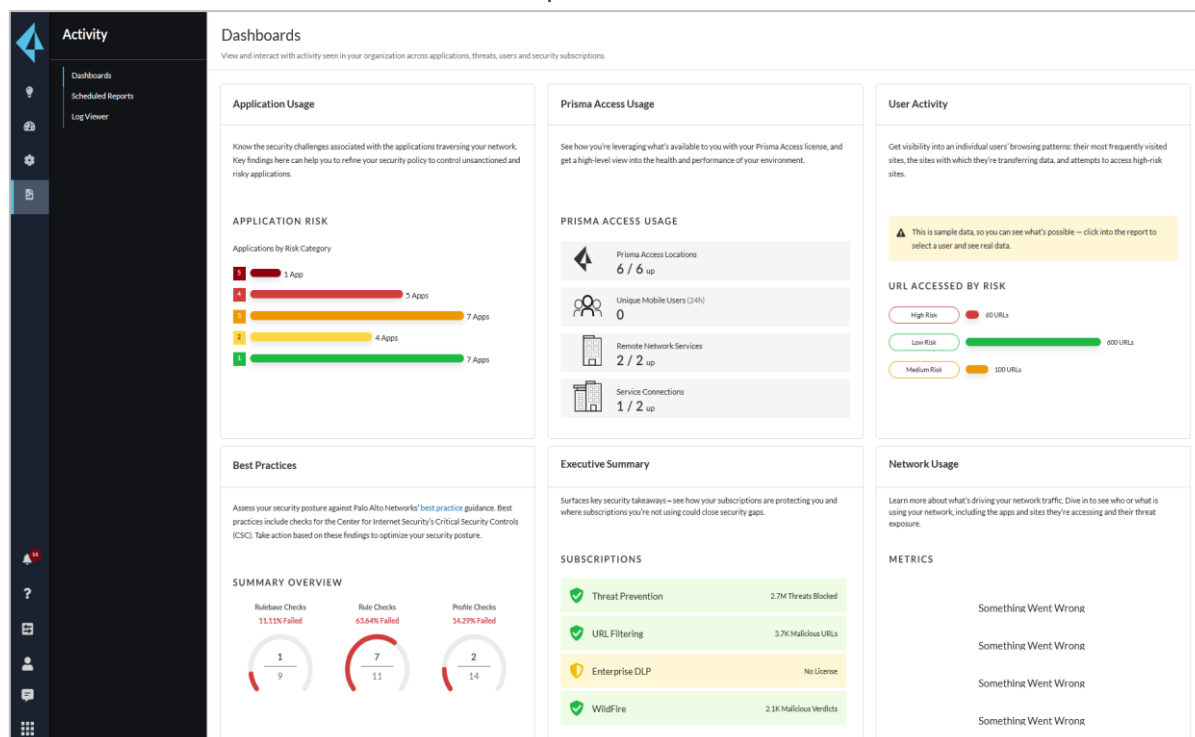 Activity
Dashboards
Scheduled Reports
Log Viewer
14
Dashboards
View and interact with activity seen in your organization across applications, threats, users and security subscriptions.
Application Usage
Know the security challenges associated with the applications traversing your network.
Key findings here can help you to refine your security policy to control unsanctioned and
risky applications.
APPLICATION RISK
Applications by Risk Category
5 1 App
4 5 Apps
3 7 Apps
2 4 Apps
1 7 Apps
Prisma Access Usage
See how you're leveraging what's available to you with your Prisma Access license, and
get a high-level view into the health and performance of your environment.
PRISMA ACCESS USAGE
Prisma Access Locations
6 / 6 up
Unique Mobile Users (24h)
0
Remote Network Services
2 / 2 up
Service Connections
1 / 2 up
User Activity
Get visibility into an individual users' browsing patterns: their most frequently visited
sites, the sites with which they're transferring data, and attempts to access high-risk
sites.
This is sample data, so you can see what's possible — click into the report to
select a user and see real data.
URL ACCESSED BY RISK
High Risk 60 URLs
Low Risk 600 URLs
Medium Risk 100 URLs
Best Practices
Assess your security posture against Palo Alto Networks' best practice guidance. Best
practices include checks for the Center for Internet Security's Critical Security Controls
(CSC). Take action based on these findings to optimize your security posture.
SUMMARY OVERVIEW
Rulebase Checks
11.11% Failed
1
9
Rule Checks
63.64% Failed
7
11
Profile Checks
14.29% Failed
2
14
Executive Summary
Surfaces key security takeaways – see how your subscriptions are protecting you and
where subscriptions you're not using could close security gaps.
SUBSCRIPTIONS
Threat Prevention 2.7M Threats Blocked
URL Filtering 3.7K Malicious URLs
Enterprise DLP No License
WildFire 2.1K Malicious Verdicts
Network Usage
Learn more about what's driving your network traffic. Dive in to see who or what is
using your network, including the apps and sites they're accessing and their threat
exposure.
METRICS
Something Went Wrong
Something Went Wrong
Something Went Wrong
Something Went Wrong